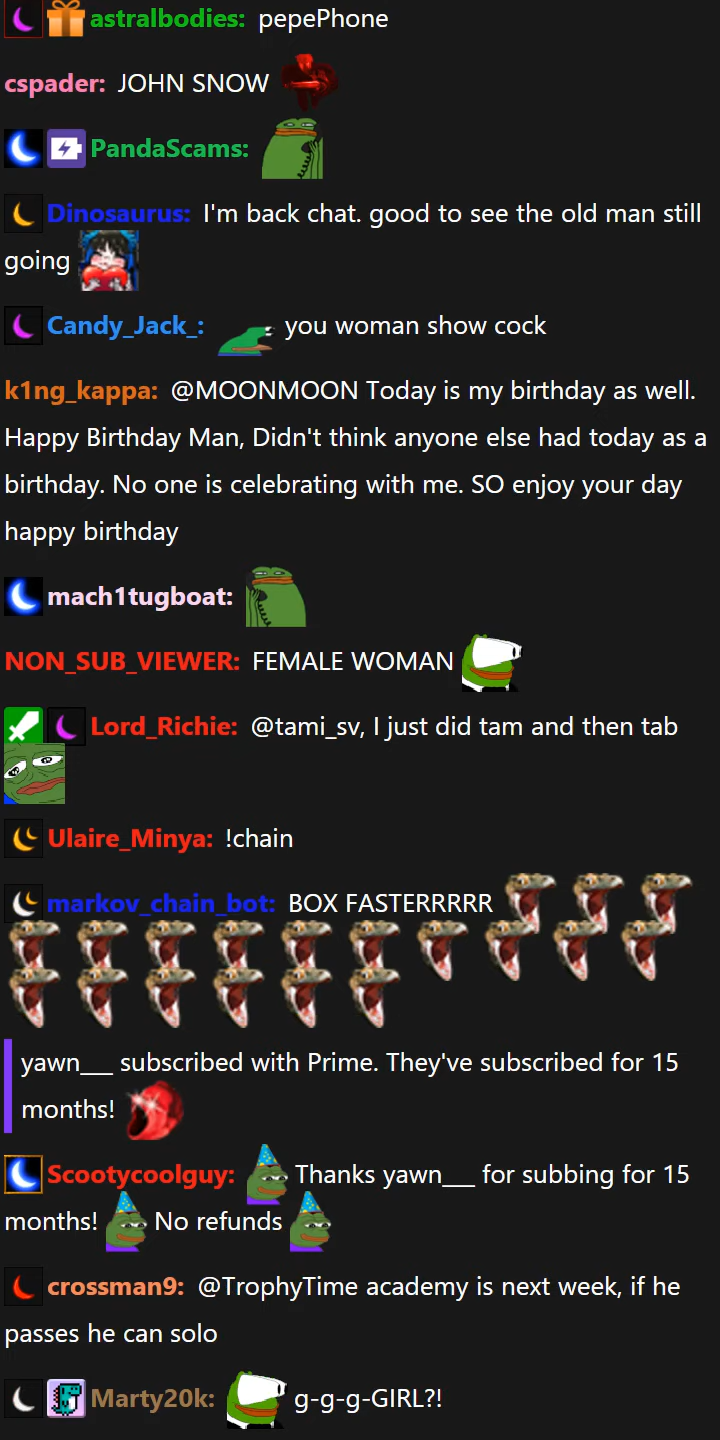 astralbodies: pepePhone
cspader: JOHN SNOW
PandaScams:
Dinosaurus: I'm back chat. good to see the old man still
going
Candy_Jack_: you woman show cock
k1ng_kappa: @MOONMOON Today is my birthday as well.
Happy Birthday Man, Didn't think anyone else had today as a
birthday. No one is celebrating with me. SO enjoy your day
happy birthday
mach1tugboat:
NON_SUB_VIEWER: FEMALE WOMAN
Lord_Richie: @tami_sv, I just did tam and then tab
Ulaire_Minya: !chain
markov_chain_bot: BOX FASTERRRRR
yawn___ subscribed with Prime. They've subscribed for 15
months!
Scootycoolguy: Thanks yawn___ for subbing for 15
months! No refunds
crossman9: @TrophyTime academy is next week, if he
passes he can solo
Marty20k: g-g-g-GIRL?!